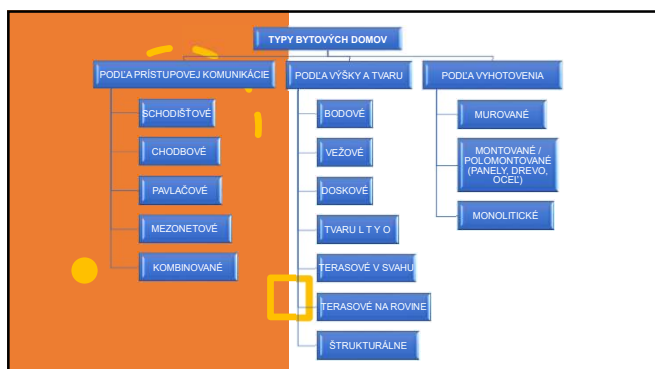 TYPY BYTOVÝCH DOMOV
PODĽA PRÍSTUPOVEJ KOMUNIKÁCIE
SCHODIŠŤOVÉ
CHODBOVÉ
PAVLAČOVÉ
MEZONETOVÉ
KOMBINOVANÉ
PODĽA VÝŠKY A TVARU
BODOVÉ
VEŽOVÉ
DOSKOVÉ
TVARU L T Y O
TERASOVÉ V SVAHU
TERASOVÉ NA ROVINE
ŠTRUKTURÁLNE
PODĽA VYHOTOVENIA
MUROVANÉ
MONTOVANÉ /
POLOMONTOVANÉ
(PANELY, DREVO,
OCEĽ)
MONOLITICKÉ